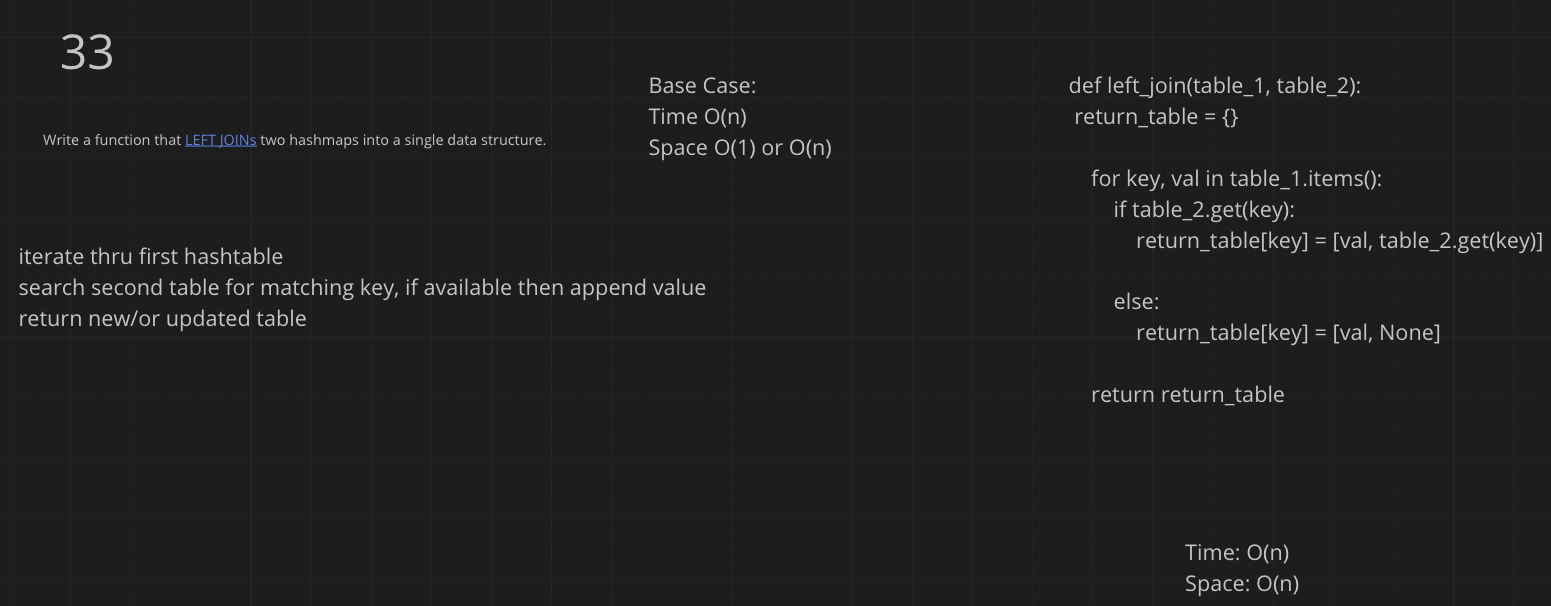 33
Write a function that LEFT JOINs two hashmaps into a single data structure.
iterate thru first hashtable
search second table for matching key, if available then append value
return new/or updated table
Base Case:
Time O(n)
Space O(1) or O(n)
def left_join(table_1, table_2):
return_table = {}
for key, val in table_1.items():
if table_2.get(key):
return_table[key] = [val, table_2.get(key)]
else:
return_table[key] = [val, None]
return return_table
Time: O(n)
Space: O(n)